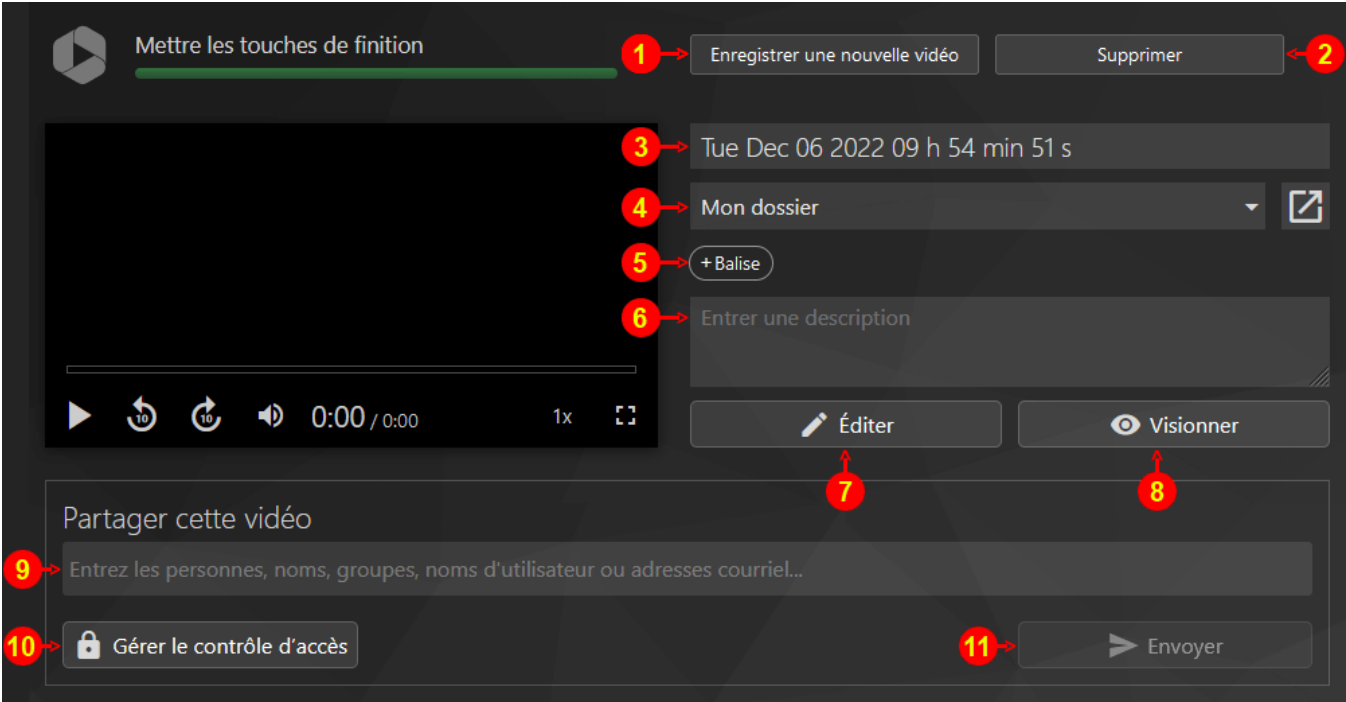 Mettre les touches de finition
1 Enregistrer une nouvelle vidéo Supprimer 2
3 Tue Dec 06 2022 09 h 54 min 51 s
4 Mon dossier
5 +Balise
6 Entrer une description
10 10 0:00 / 0:00 1x
Éditer Visionner
7 8
Partager cette vidéo
9 Entrez les personnes, noms, groupes, noms d'utilisateur ou adresses courriel...
10 Gérer le contrôle d’accès 11 Envoyer